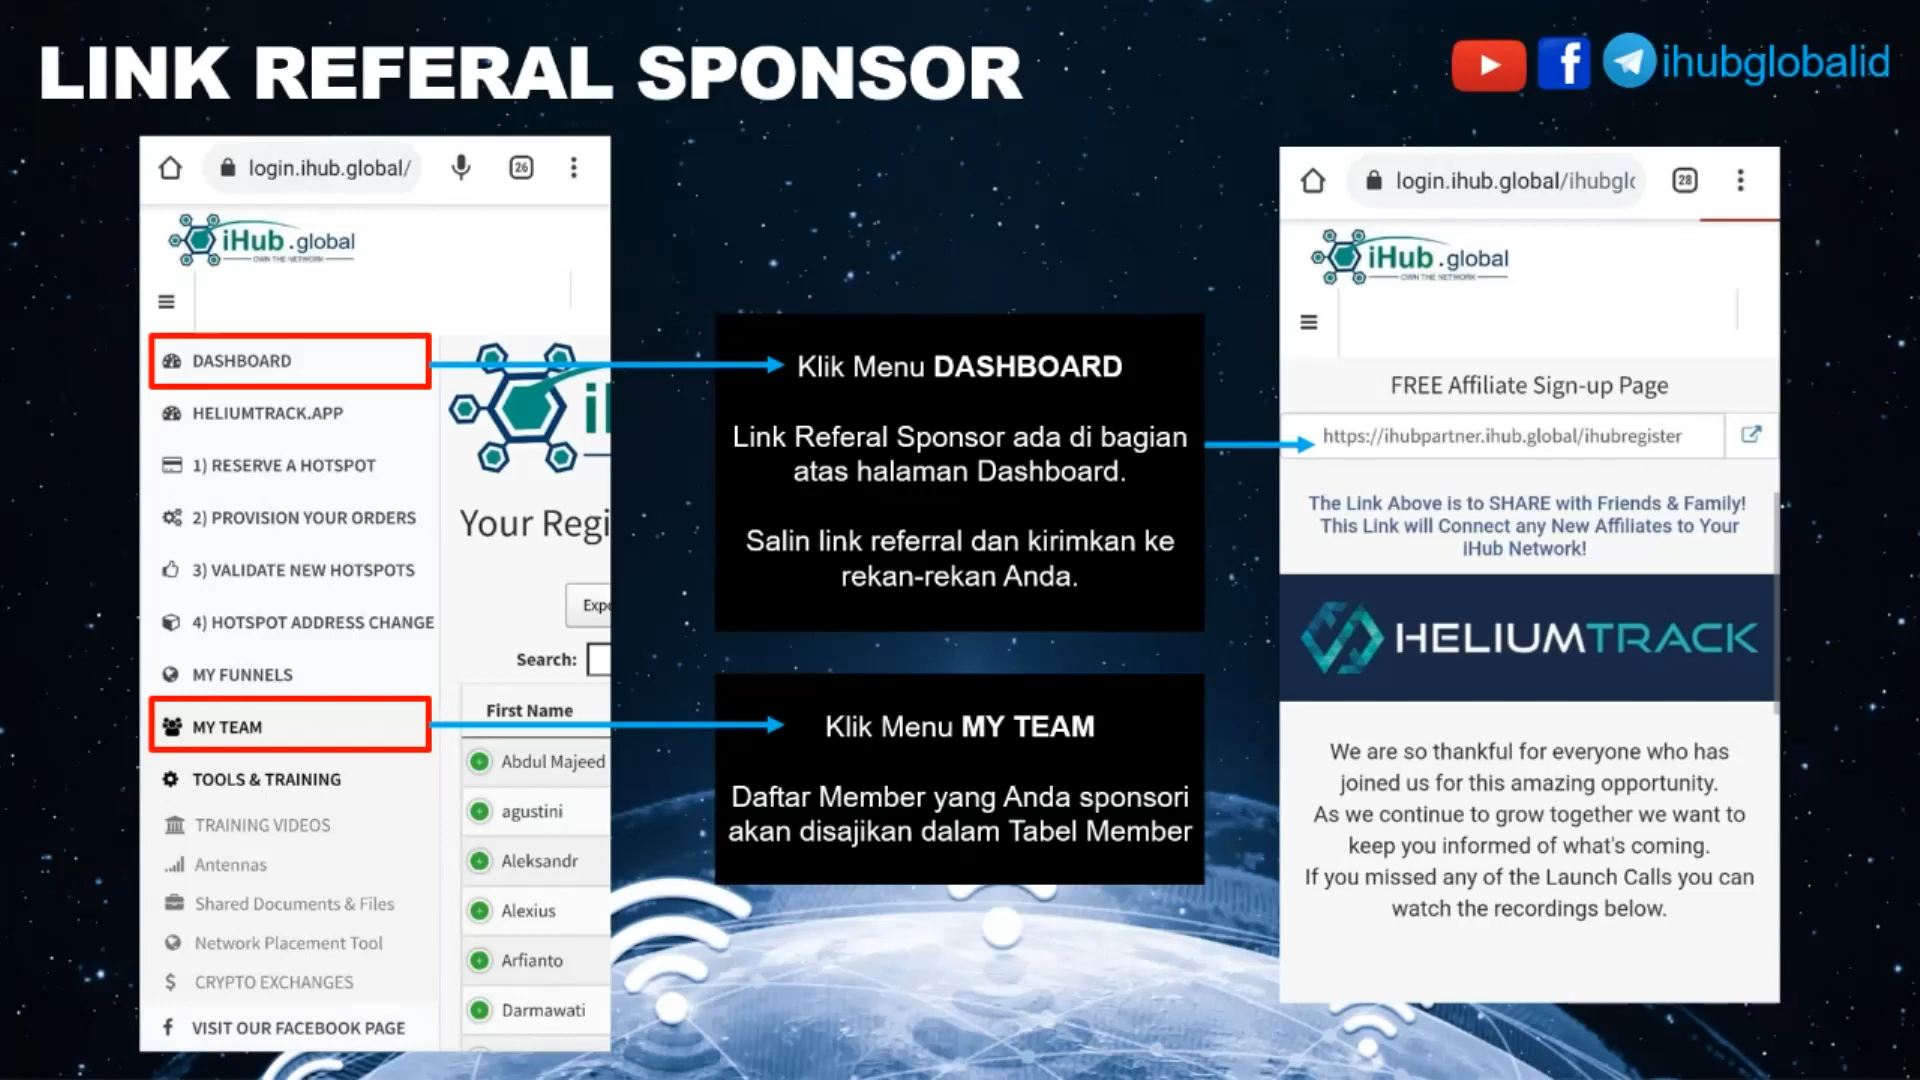 LINK REFERAL SPONSOR
ihubglobalid
login.ihub.global/
26
iHub.global
OWN THE NETWORK
DASHBOARD
HELIUMTRACK.APP
1) RESERVE A HOTSPOT
2) PROVISION YOUR ORDERS
3) VALIDATE NEW HOTSPOTS
4) HOTSPOT ADDRESS CHANGE
MY FUNNELS
MY TEAM
TOOLS & TRAINING
TRAINING VIDEOS
Antennas
Shared Documents & Files
Network Placement Tool
CRYPTO EXCHANGES
VISIT OUR FACEBOOK PAGE
Your Regi
Expo
Search:
First Name
Abdul Majeed
agustini
Aleksandr
Alexius
Arfianto
Darmawati
Klik Menu DASHBOARD
Link Referal Sponsor ada di bagian
atas halaman Dashboard.
Salin link referral dan kirimkan ke
rekan-rekan Anda.
Klik Menu MY TEAM
Daftar Member yang Anda sponsori
akan disajikan dalam Tabel Member
login.ihub.global/ihubglo
28
iHub.global
OWN THE NETWORK
FREE Affiliate Sign-up Page
https://ihubpartner.ihub.global/ihubregister
The Link Above is to SHARE with Friends & Family!
This Link will Connect any New Affiliates to Your
iHub Network!
HELIUMTRACK
We are so thankful for everyone who has
joined us for this amazing opportunity.
As we continue to grow together we want to
keep you informed of what's coming.
If you missed any of the Launch Calls you can
watch the recordings below.